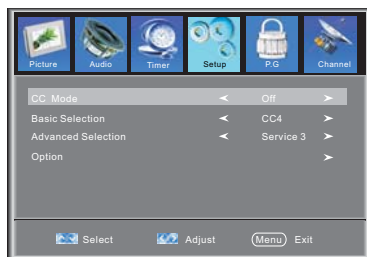 Picture Audio Timer Setup P.G Channel
CC Mode Off
Basic Selection CC4
Advanced Selection Service 3
Option
Select Adjust Menu Exit